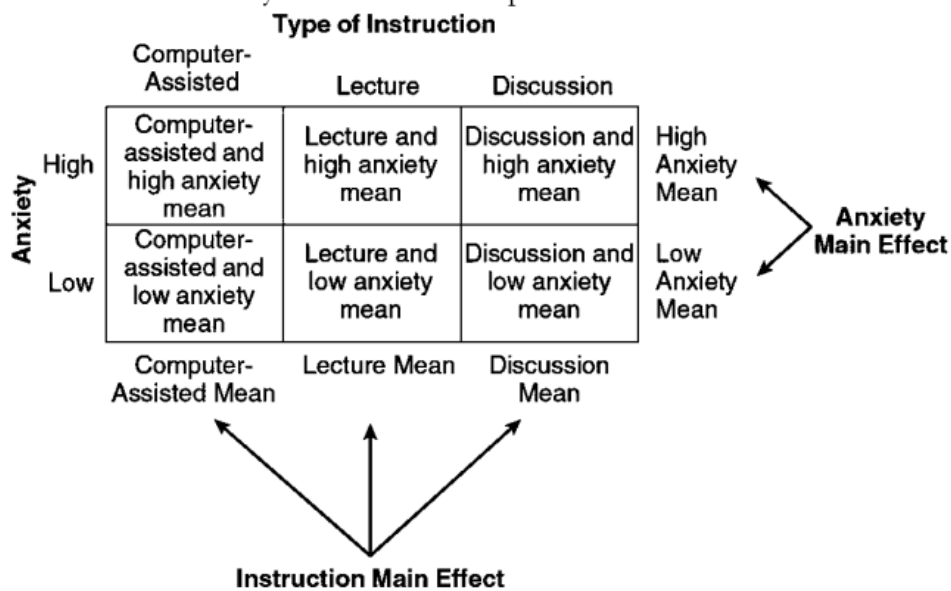 Type of Instruction
Computer-
Assisted
Lecture
Discussion
Anxiety
High
Computer-
assisted and
high anxiety
mean
Lecture and
high anxiety
mean
Discussion and
high anxiety
mean
High
Anxiety
Mean
Low
Computer-
assisted and
low anxiety
mean
Lecture and
low anxiety
mean
Discussion and
low anxiety
mean
Low
Anxiety
Mean
Anxiety
Main Effect
Computer-
Assisted Mean
Lecture Mean
Discussion
Mean
Instruction Main Effect